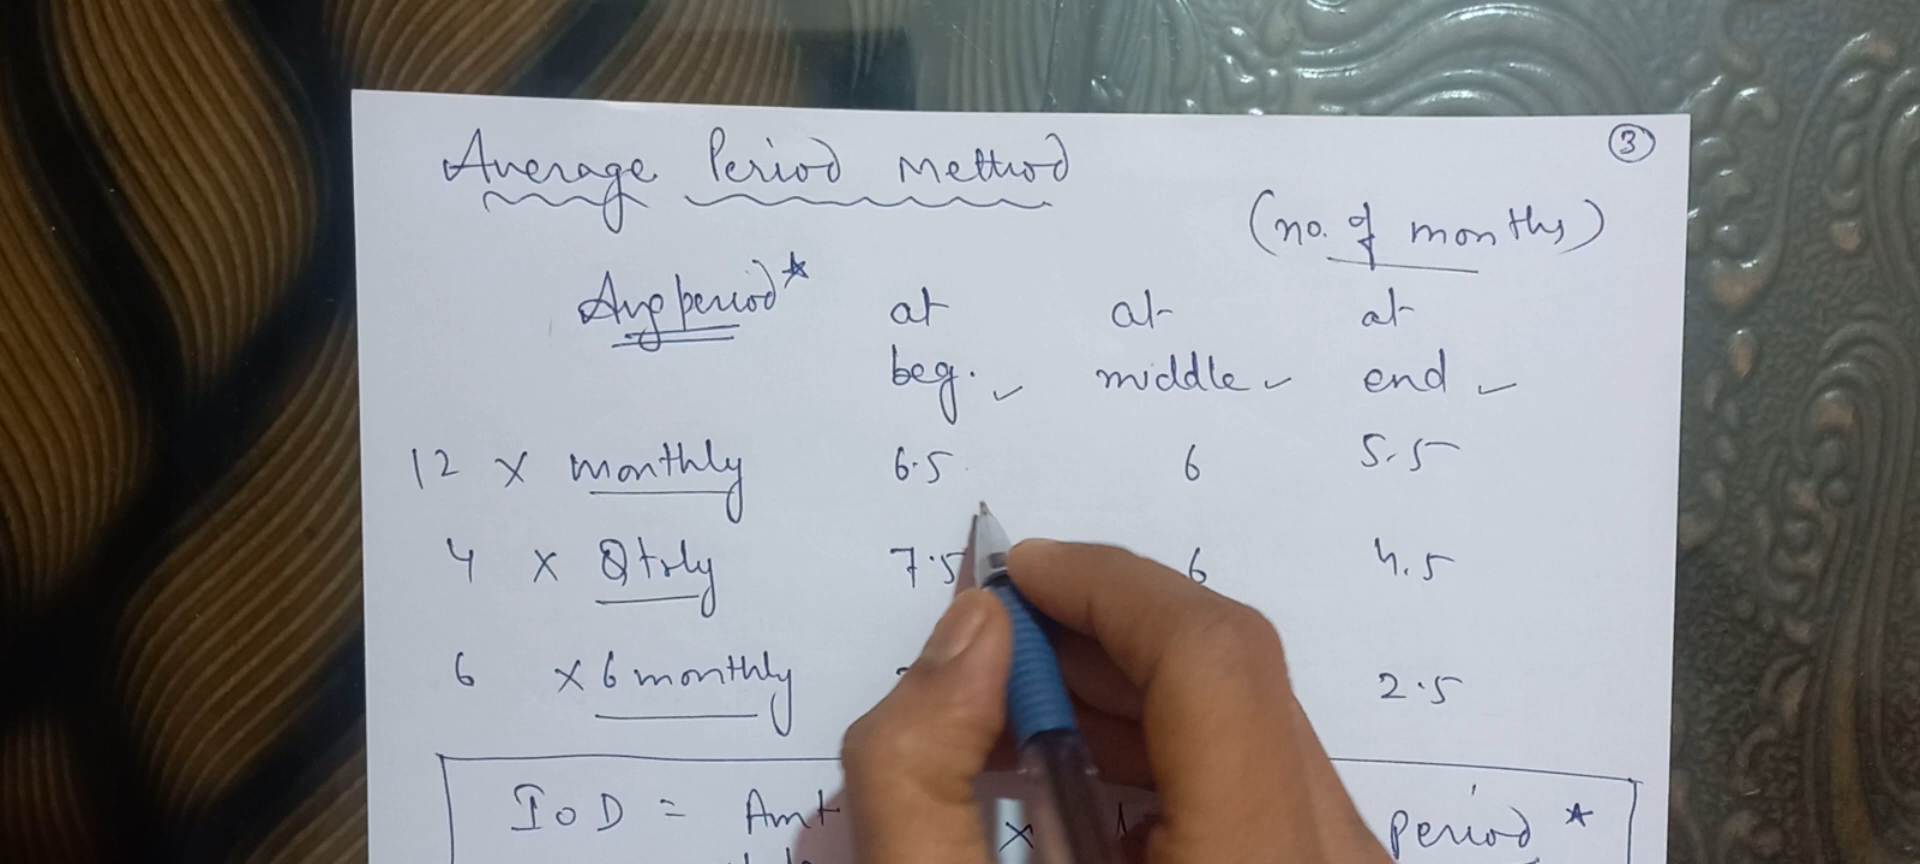 3
Average Period Method
(no. of months)
Avg period* at at at
beg. ✓ middle ✓ end ✓
12 x monthly 6.5 6 5.5
4 x Qtrly 7.5 6 4.5
6 x 6 monthly 2.5
IOD = Amt x period *